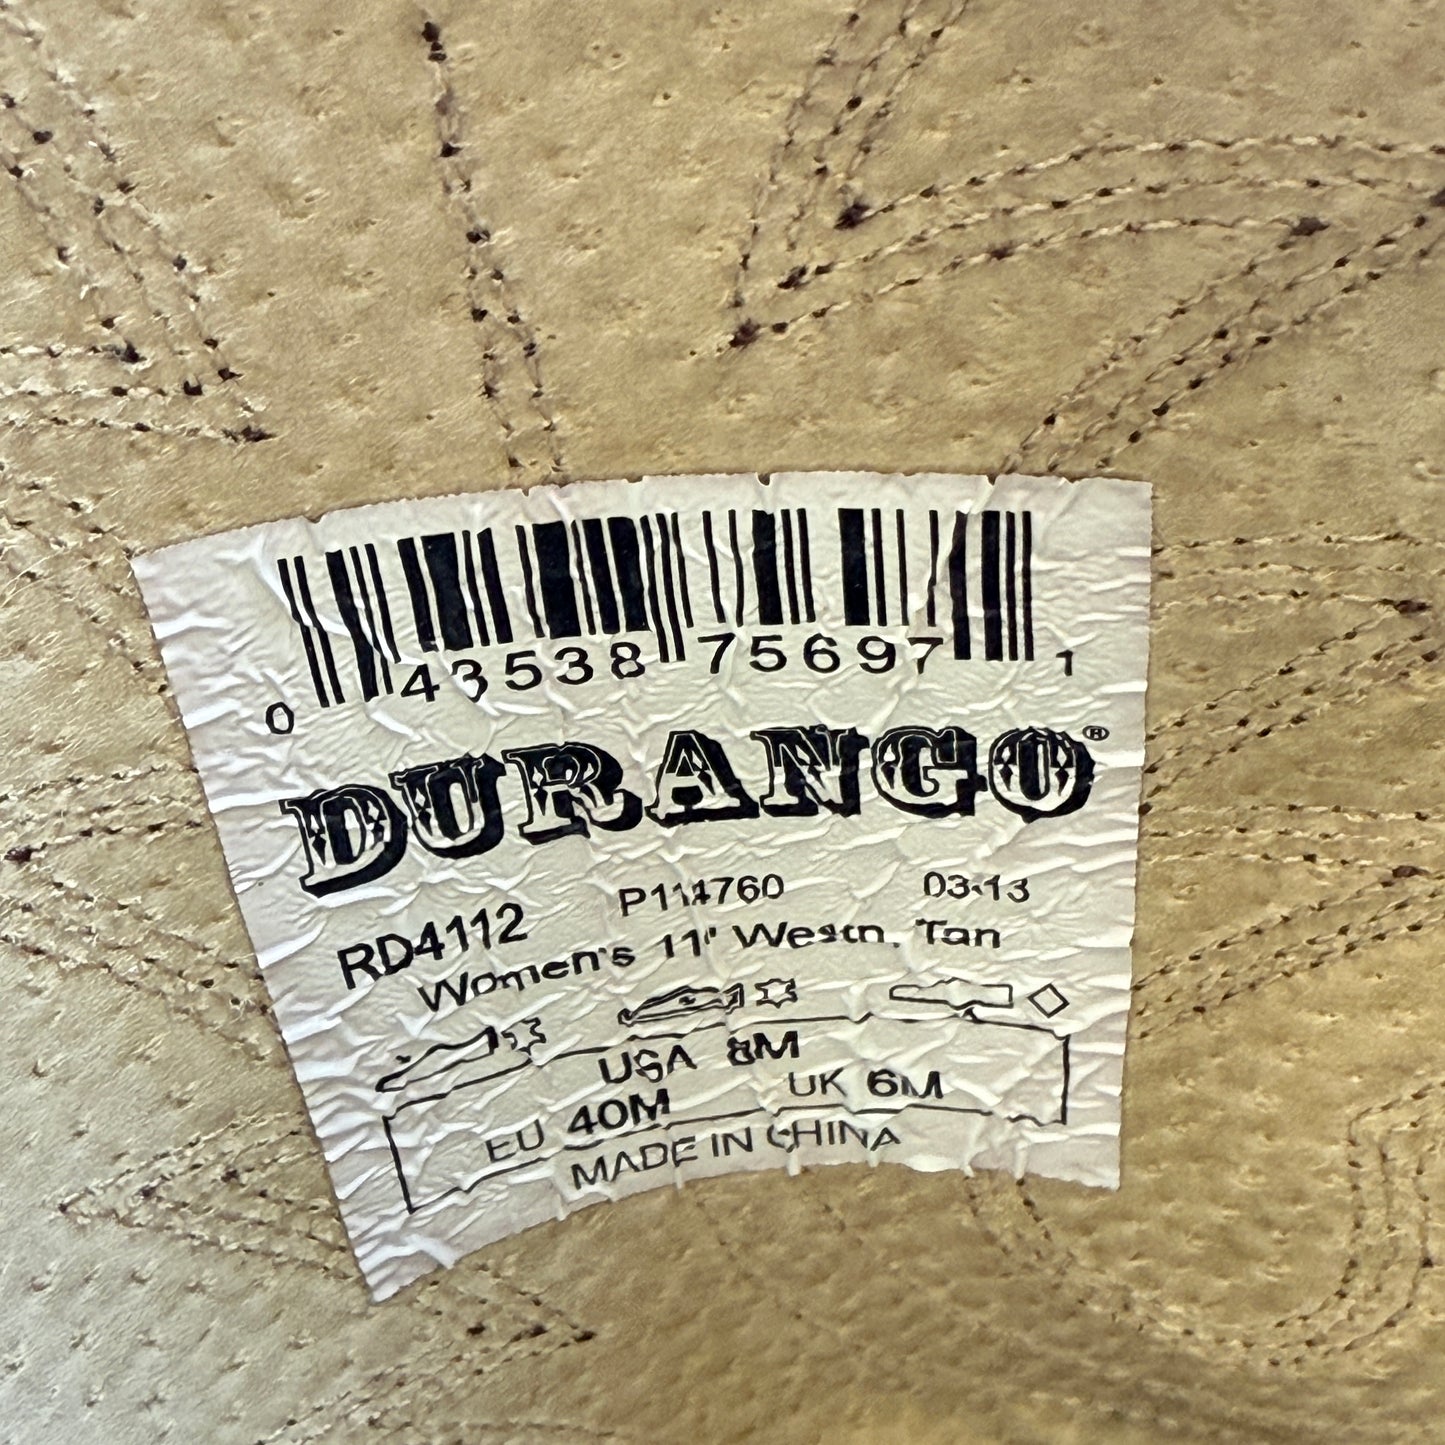 0 43538 75697 1
DURANGO®
RD4112 P114760 03-13
Women's 11" Westn, Tan
USA 8M
EU 40M UK 6M
MADE IN CHINA